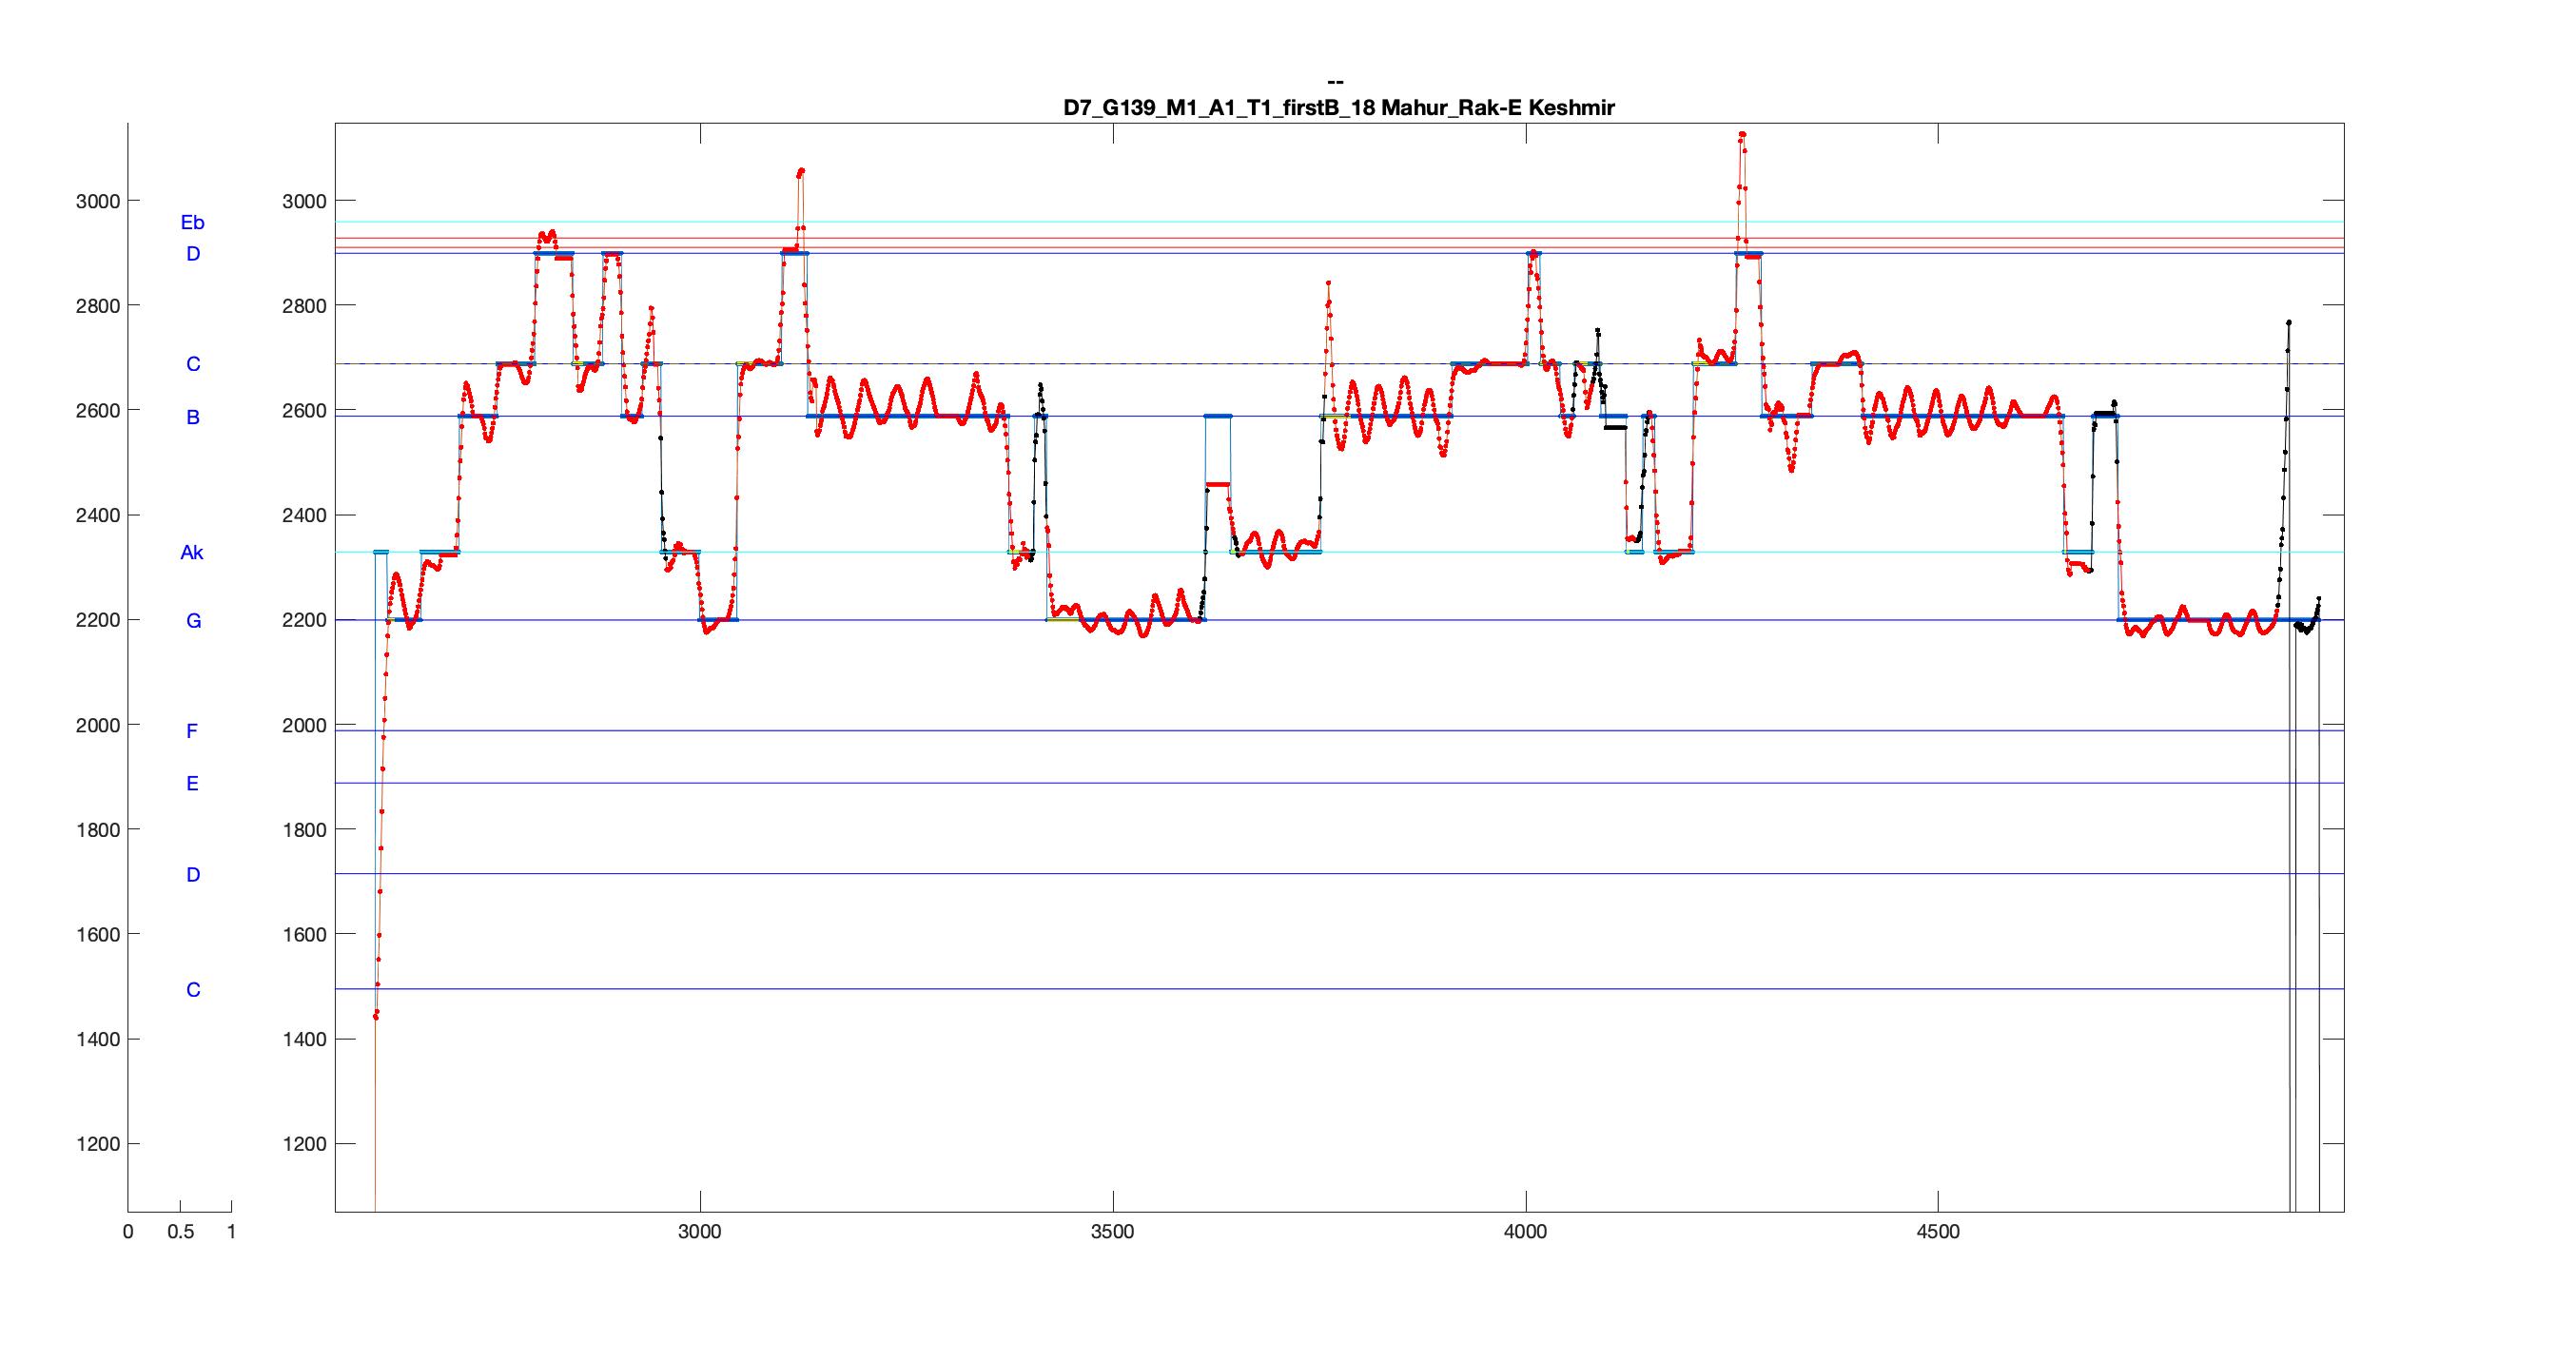 --
D7_G139_M1_A1_T1_firstB_18 Mahur_Rak-E Keshmir
3000 3000
Eb
D
2800 2800
C
2600 2600
B
2400 2400
Ak
2200 G 2200
2000 2000
F
E
1800 1800
D
1600 1600
C
1400 1400
1200 1200
0 0.5 1 3000 3500 4000 4500